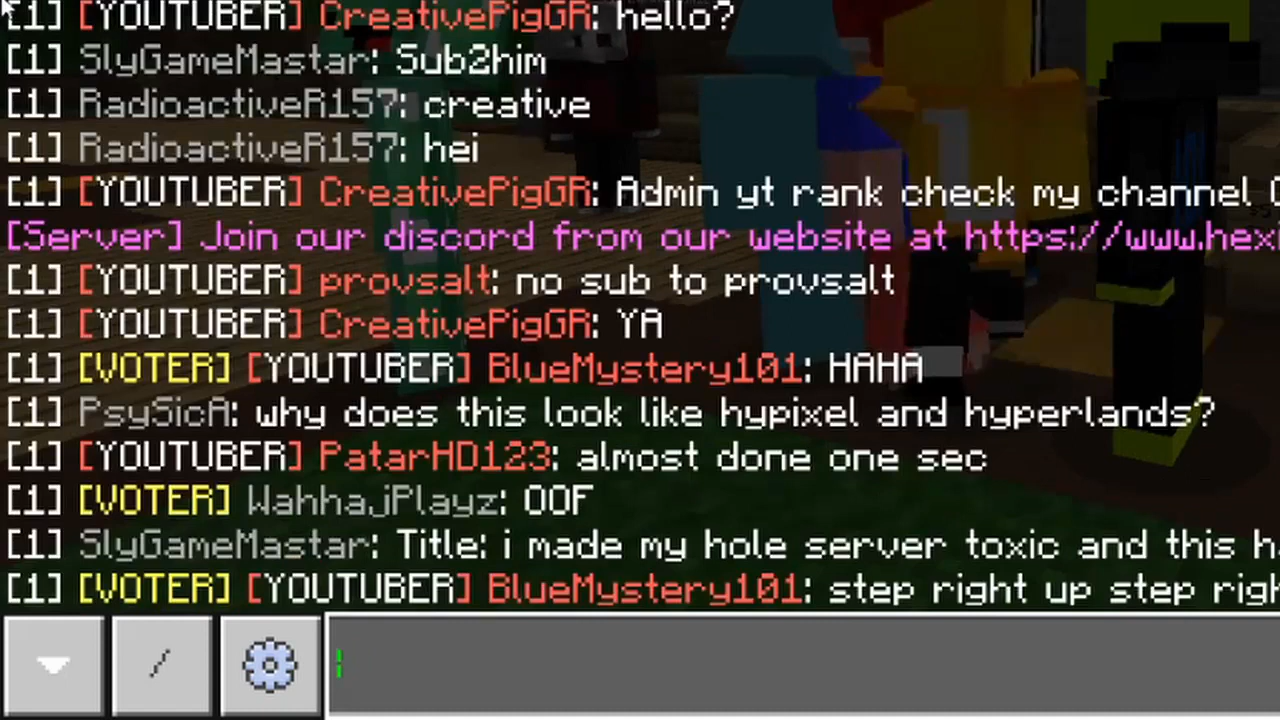 [1] [YOUTUBER] CreativePigGR: hello?
[1] SlyGameMastar: Sub2him
[1] RadioactiveR157: creative
[1] RadioactiveR157: hei
[1] [YOUTUBER] CreativePigGR: Admin yt rank check my channel
[Server] Join our discord from our website at https://www.hexi
[1] [YOUTUBER] provsalt: no sub to provsalt
[1] [YOUTUBER] CreativePigGR: YA
[1] [VOTER] [YOUTUBER] BlueMystery101: HAHA
[1] PsySicA: why does this look like hypixel and hyperlands?
[1] [YOUTUBER] PatarHD123: almost done one sec
[1] [VOTER] WahhajPlayz: OOF
[1] SlyGameMastar: Title: i made my hole server toxic and this h
[1] [VOTER] [YOUTUBER] BlueMystery101: step right up step righ
/